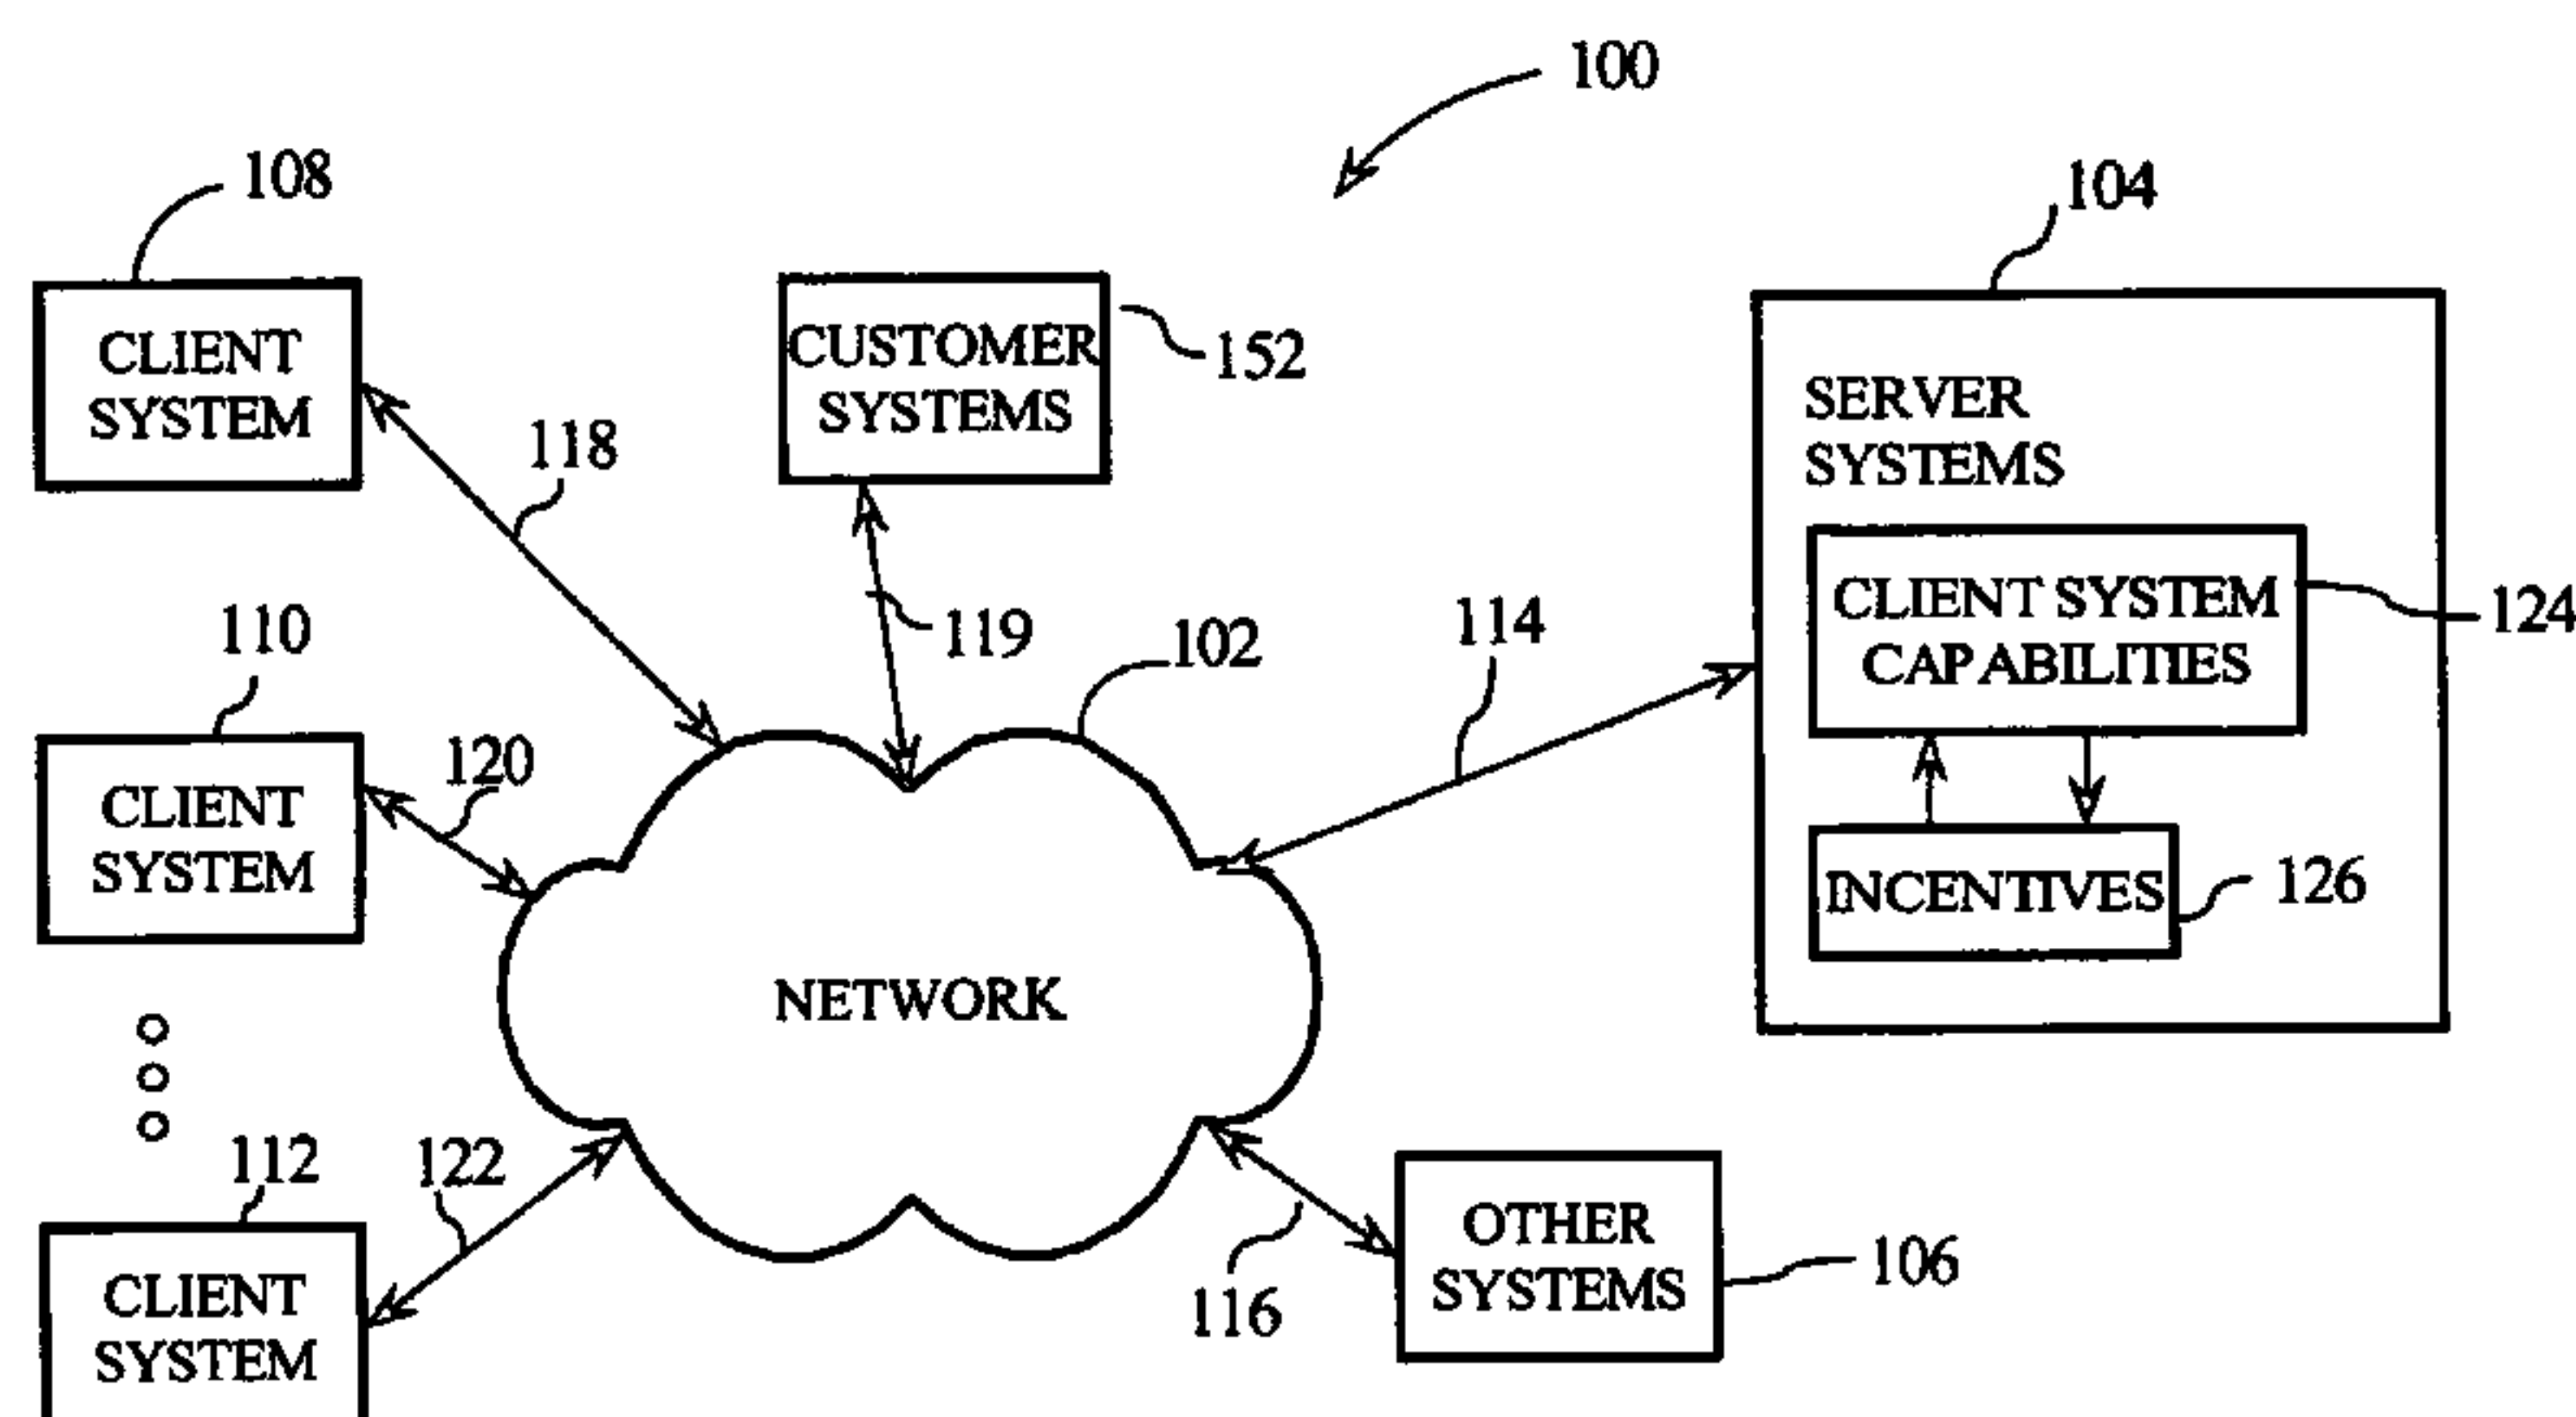 100
108
104
CLIENT
SYSTEM
CUSTOMER
SYSTEMS
152
SERVER
SYSTEMS
118
CLIENT SYSTEM
CAPABILITIES
124
110
119
102
114
120
CLIENT
SYSTEM
INCENTIVES
126
NETWORK
112
122
CLIENT
SYSTEM
OTHER
SYSTEMS
116
106